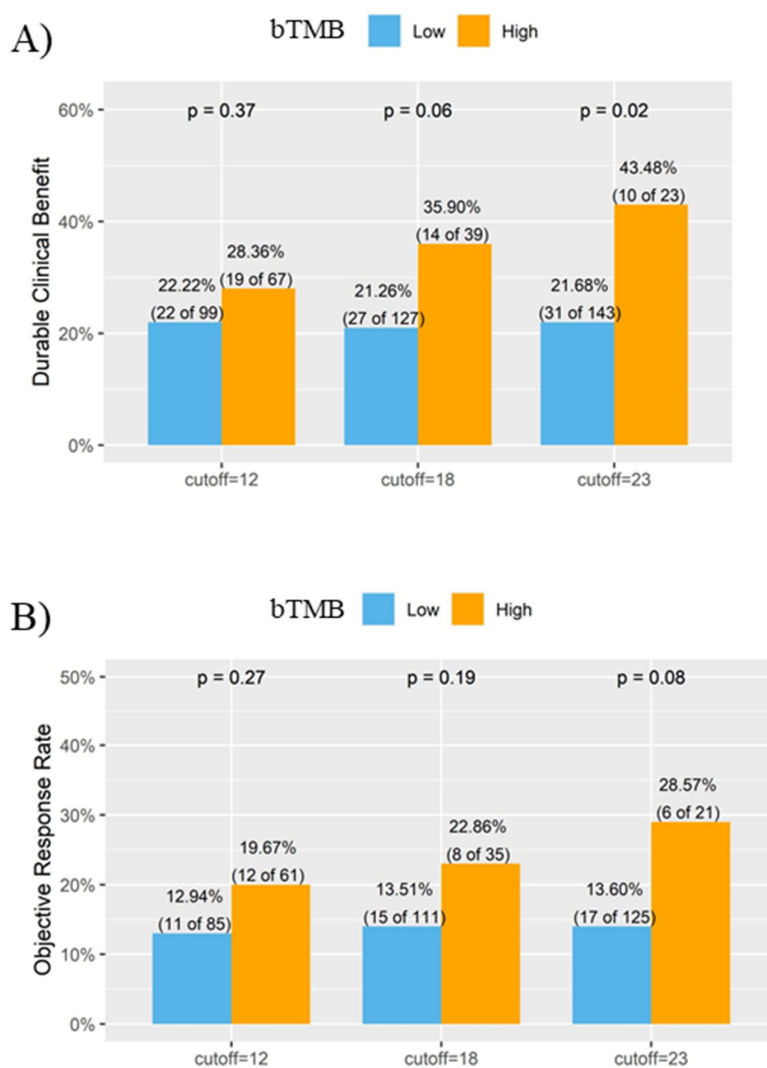 A)
bTMB Low High
Durable Clinical Benefit
60%
40%
20%
0%
p = 0.37 p = 0.06 p = 0.02
22.22%
(22 of 99)
28.36%
(19 of 67)
21.26%
(27 of 127)
35.90%
(14 of 39)
21.68%
(31 of 143)
43.48%
(10 of 23)
cutoff=12 cutoff=18 cutoff=23
B)
bTMB Low High
Objective Response Rate
50%
40%
30%
20%
10%
0%
p = 0.27 p = 0.19 p = 0.08
12.94%
(11 of 85)
19.67%
(12 of 61)
13.51%
(15 of 111)
22.86%
(8 of 35)
13.60%
(17 of 125)
28.57%
(6 of 21)
cutoff=12 cutoff=18 cutoff=23